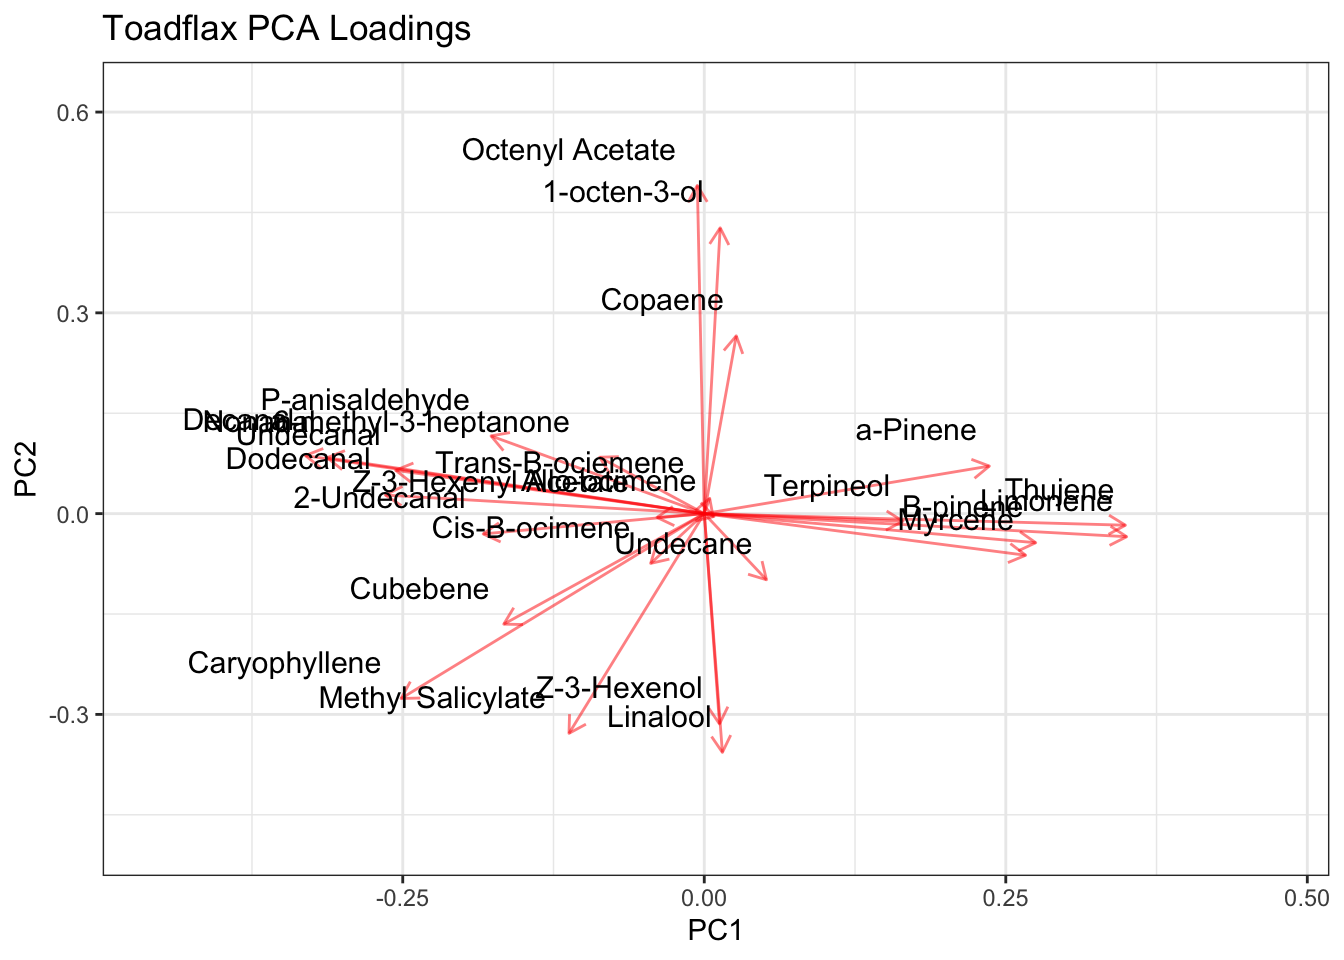 Toadflax PCA Loadings
0.6
Octenyl Acetate
1-octen-3-ol
0.3
Copaene
P-anisaldehyde
Decanal
6-methyl-3-heptanone
a-Pinene
Undecanal
Dodecanal
Trans-B-ociemene
Z-3-Hexenyl Acetate
Allo-ocimene
Terpineol
Thujene
Limonene
2-Undecanal
B-pinene
Myrcene
0.0
Cis-B-ocimene
Undecane
Cubebene
Caryophyllene
Methyl Salicylate
Z-3-Hexenol
Linalool
-0.3
PC2
-0.25
0.00
0.25
0.50
PC1